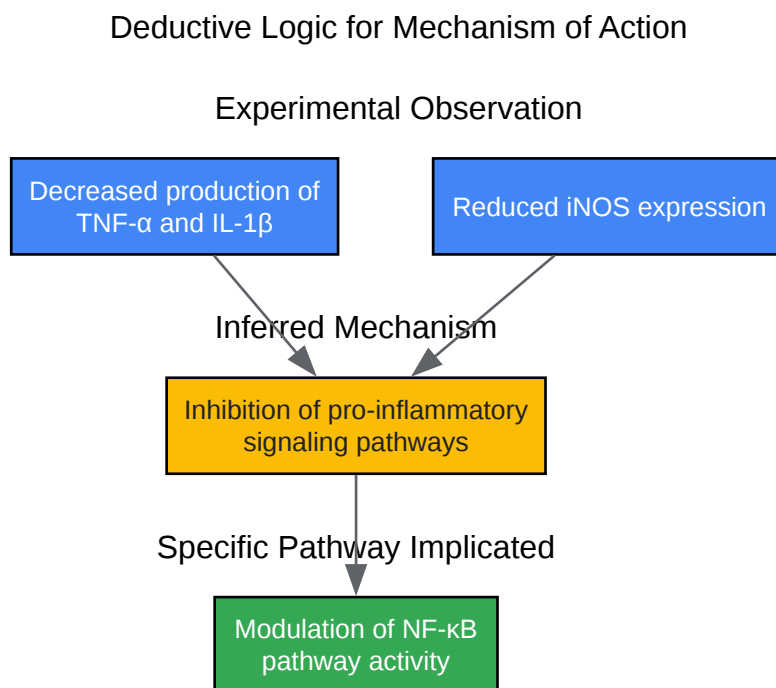 Deductive Logic for Mechanism of Action
Experimental Observation
Decreased production of
TNF-α and IL-1β
Reduced iNOS expression
Inferred Mechanism
Inhibition of pro-inflammatory
signaling pathways
Specific Pathway Implicated
Modulation of NF-κB
pathway activity